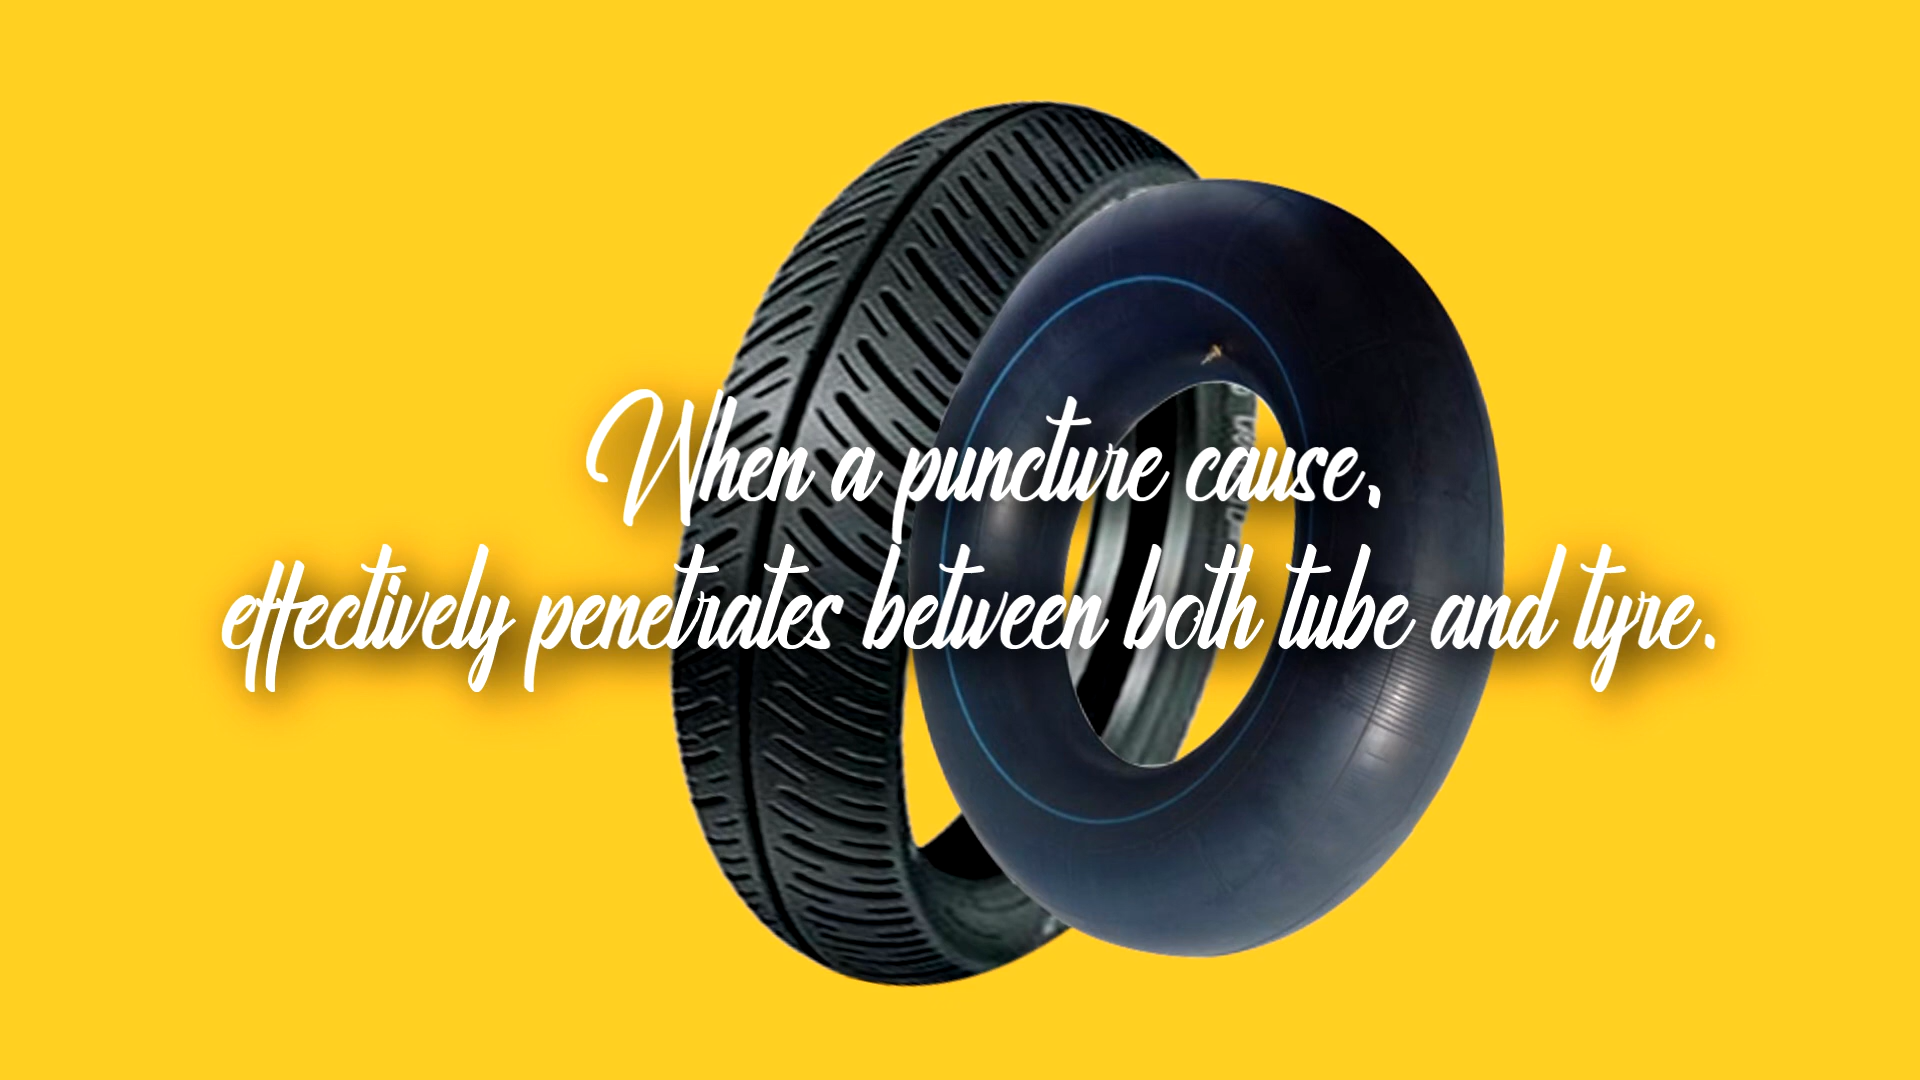 When a puncture cause,
effectively penetrates between both tube and tyre.